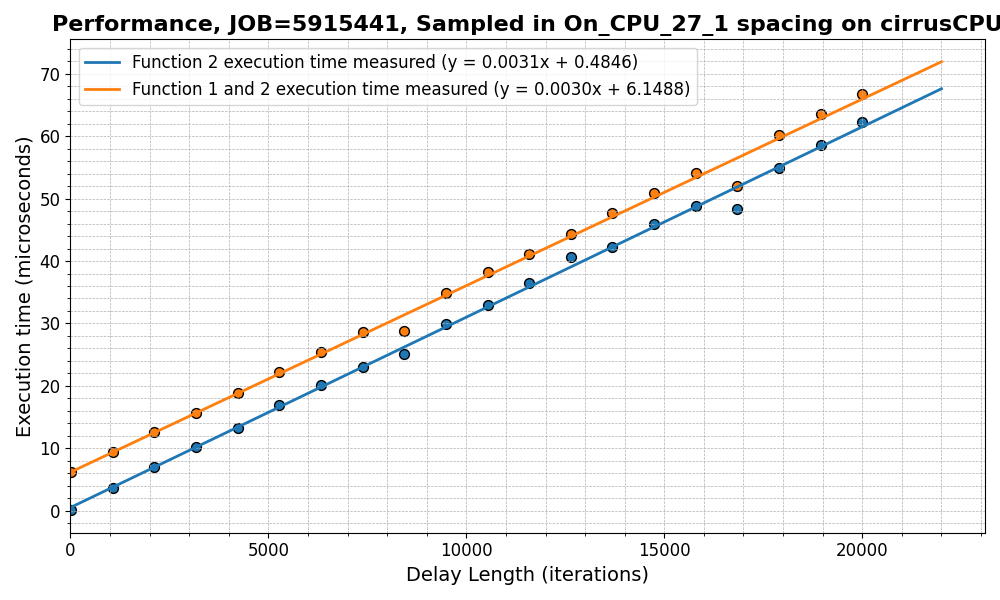 Performance, JOB=5915441, Sampled in On_CPU_27_1 spacing on cirrusCPU
Function 2 execution time measured (y = 0.0031x + 0.4846)
Function 1 and 2 execution time measured (y = 0.0030x + 6.1488)
Execution time (microseconds)
70
60
50
40
30
20
10
0
0 5000 10000 15000 20000
Delay Length (iterations)